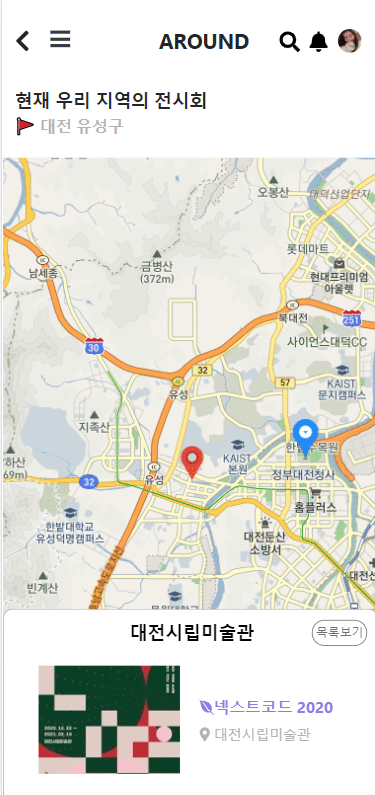 AROUND
현재 우리 지역의 전시회
대전 유성구
오봉산
대덕산업단지
롯데마트
금병산
(372m)
현대프리미엄
아울렛
남세종
북대전
251
사이언스대덕CC
30
32
57
KAIST
문지캠퍼스
유성
지족산
한밭수목원
KAIST
본원
하산
69m)
유성
정부대전청사
32
홈플러스
한밭대학교
유성덕명캠퍼스
대전둔산
소방서
빈계산
대전시립미술관
목록보기
넥스트코드 2020
대전시립미술관